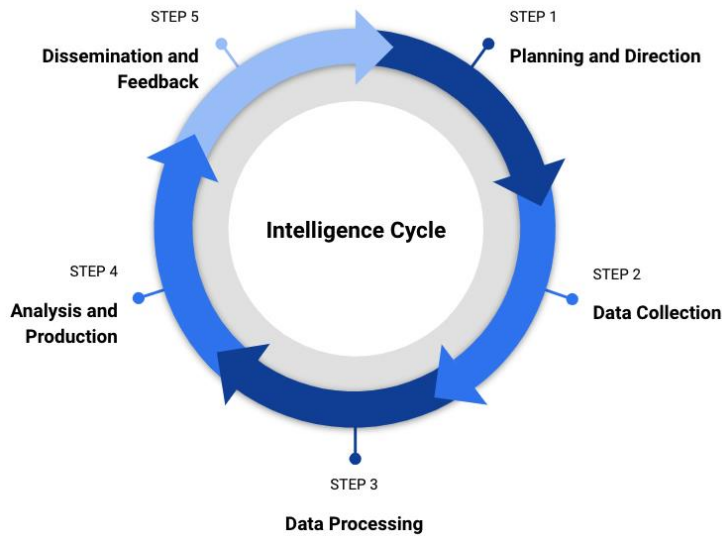 STEP 1
Planning and Direction
STEP 2
Data Collection
STEP 3
Data Processing
STEP 4
Analysis and
Production
STEP 5
Dissemination and
Feedback
Intelligence Cycle